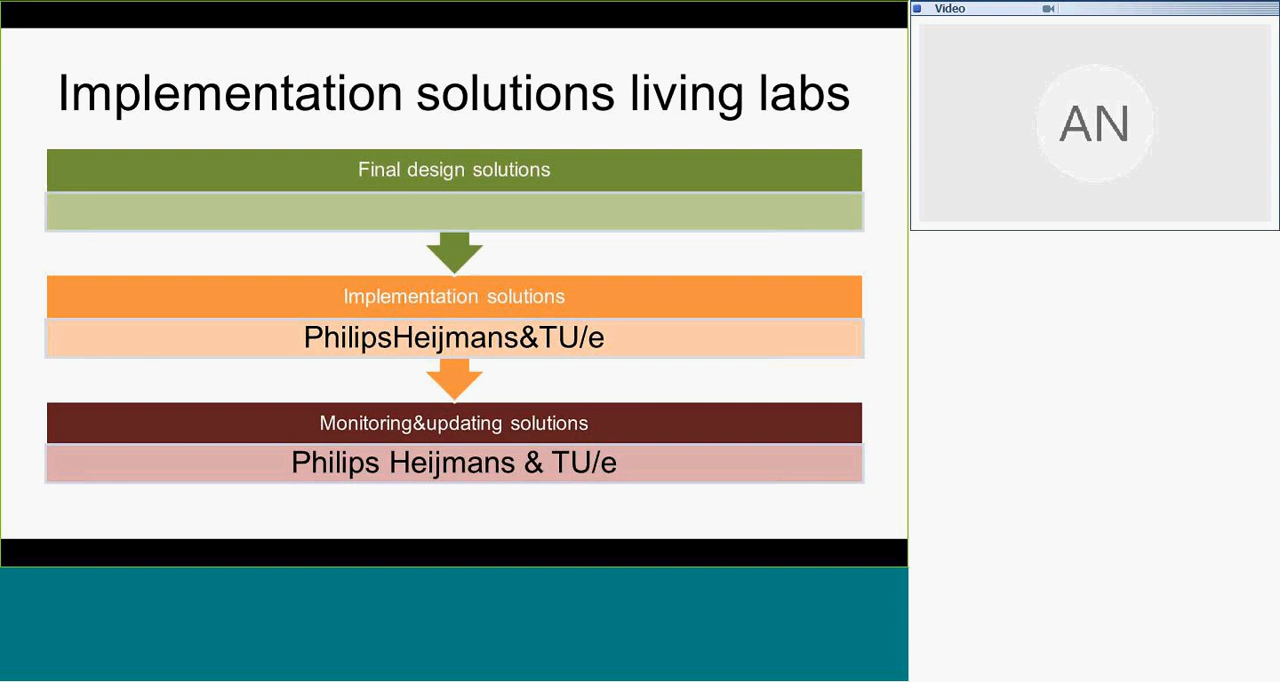 Implementation solutions living labs
Final design solutions
Implementation solutions
PhilipsHeijmans&TU/e
Monitoring&updating solutions
Philips Heijmans & TU/e
Video
AN